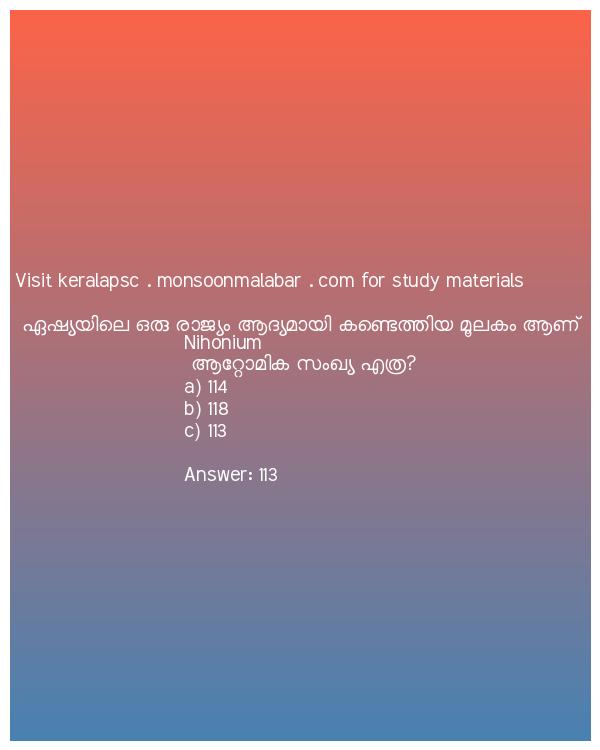 Visit keralapsc . monsoonmalabar . com for study materials
ഏഷ്യയിലെ ഒരു രാജ്യം ആദ്യമായി കണ്ടെത്തിയ മൂലകം ആണ്
Nihonium
ആറ്റോമിക സംഖ്യ എത്ര?
a) 114
b) 118
c) 113
Answer: 113